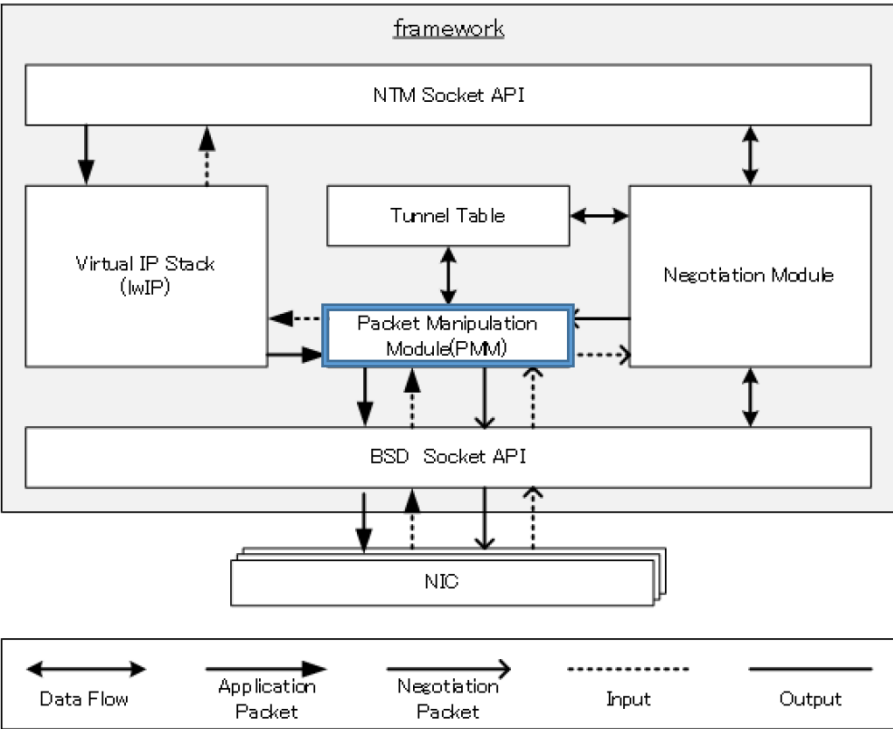 framework
NTM Socket API
Tunnel Table
Virtual IP Stack
(lwIP)
Negotiation Module
Packet Manipulation
Module(PMM)
BSD Socket API
NIC
Data Flow
Application
Packet
Negotiation
Packet
Input
Output